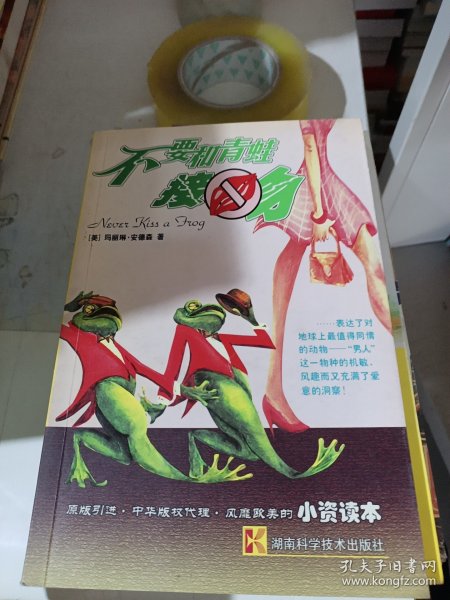 不要和青蛙
接吻
Never Kiss a Frog
[美] 玛丽琳·安德森 著
……表达了对
地球上最值得同情
的动物——“男人”
这一物种的机敏、
风趣而又充满了爱
意的洞察！
原版引进·中华版权代理·风靡欧美的小资读本
湖南科学技术出版社
孔夫子旧书网
www.kongfz.com